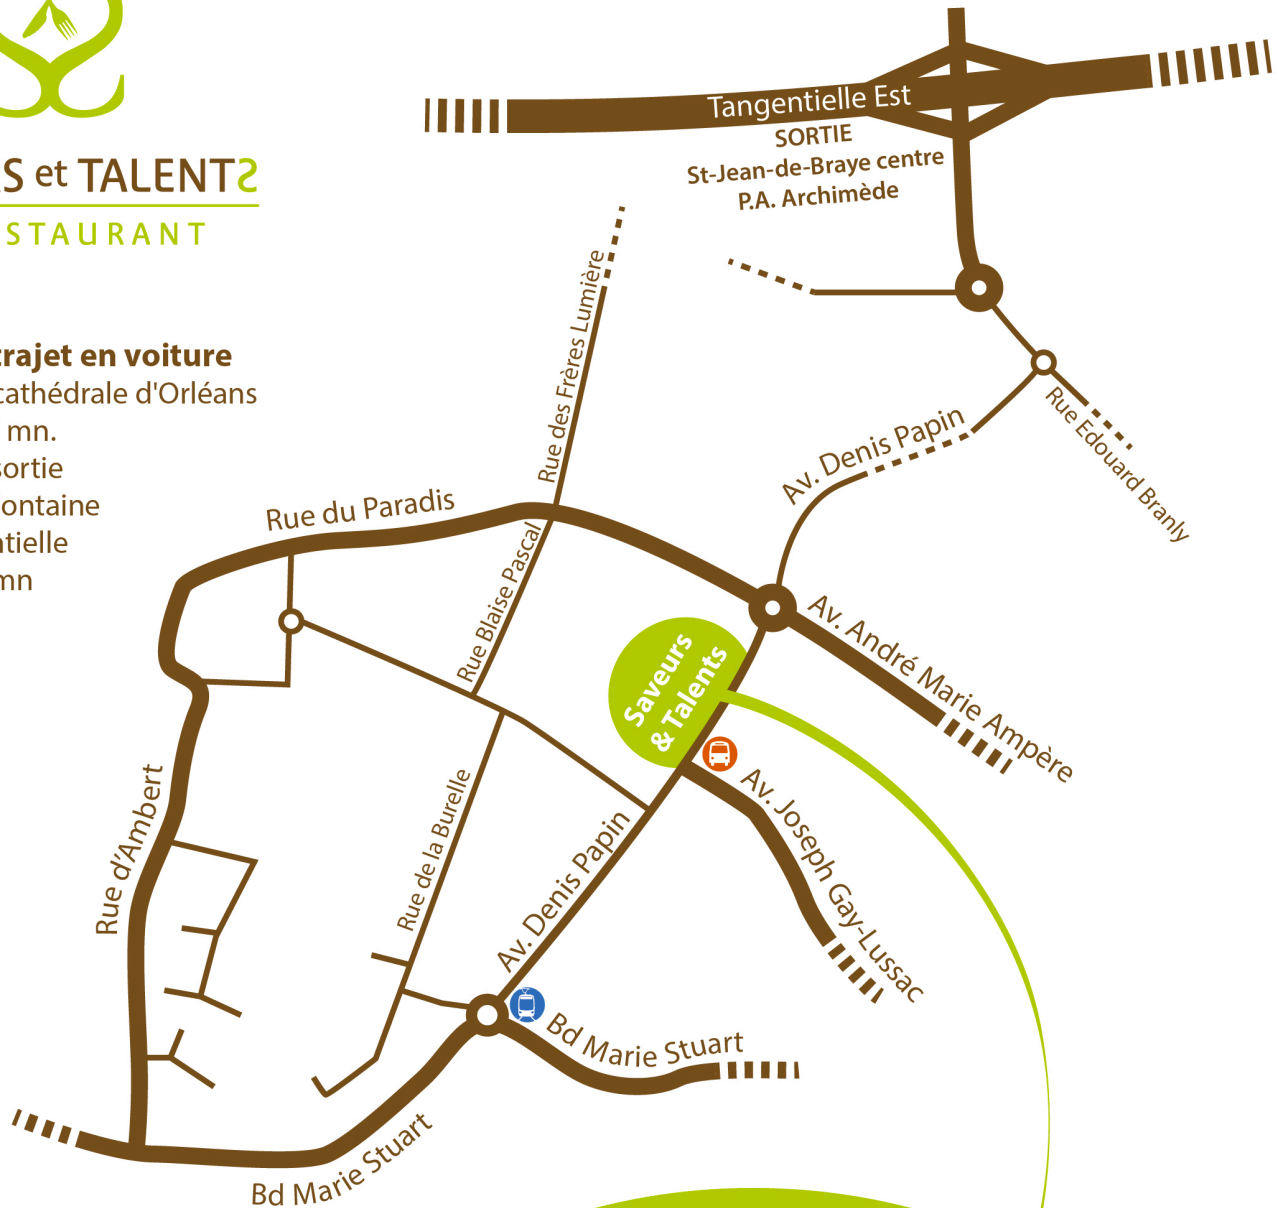 S et TALENTS
STAURANT
Tangentielle Est
SORTIE
St-Jean-de-Braye centre
P.A. Archimède
trajet en voiture
cathédrale d'Orléans
mn.
sortie
ontaine
ntielle
mn
Rue des Frères Lumière
Av. Denis Papin
Rue Edouard Branly
Rue du Paradis
Rue Blaise Pascal
Av. André Marie Ampère
Saveurs
& Talents
Av. Joseph Gay-Lussac
Rue d'Ambert
Rue de la Burelle
Av. Denis Papin
Bd Marie Stuart
Bd Marie Stuart